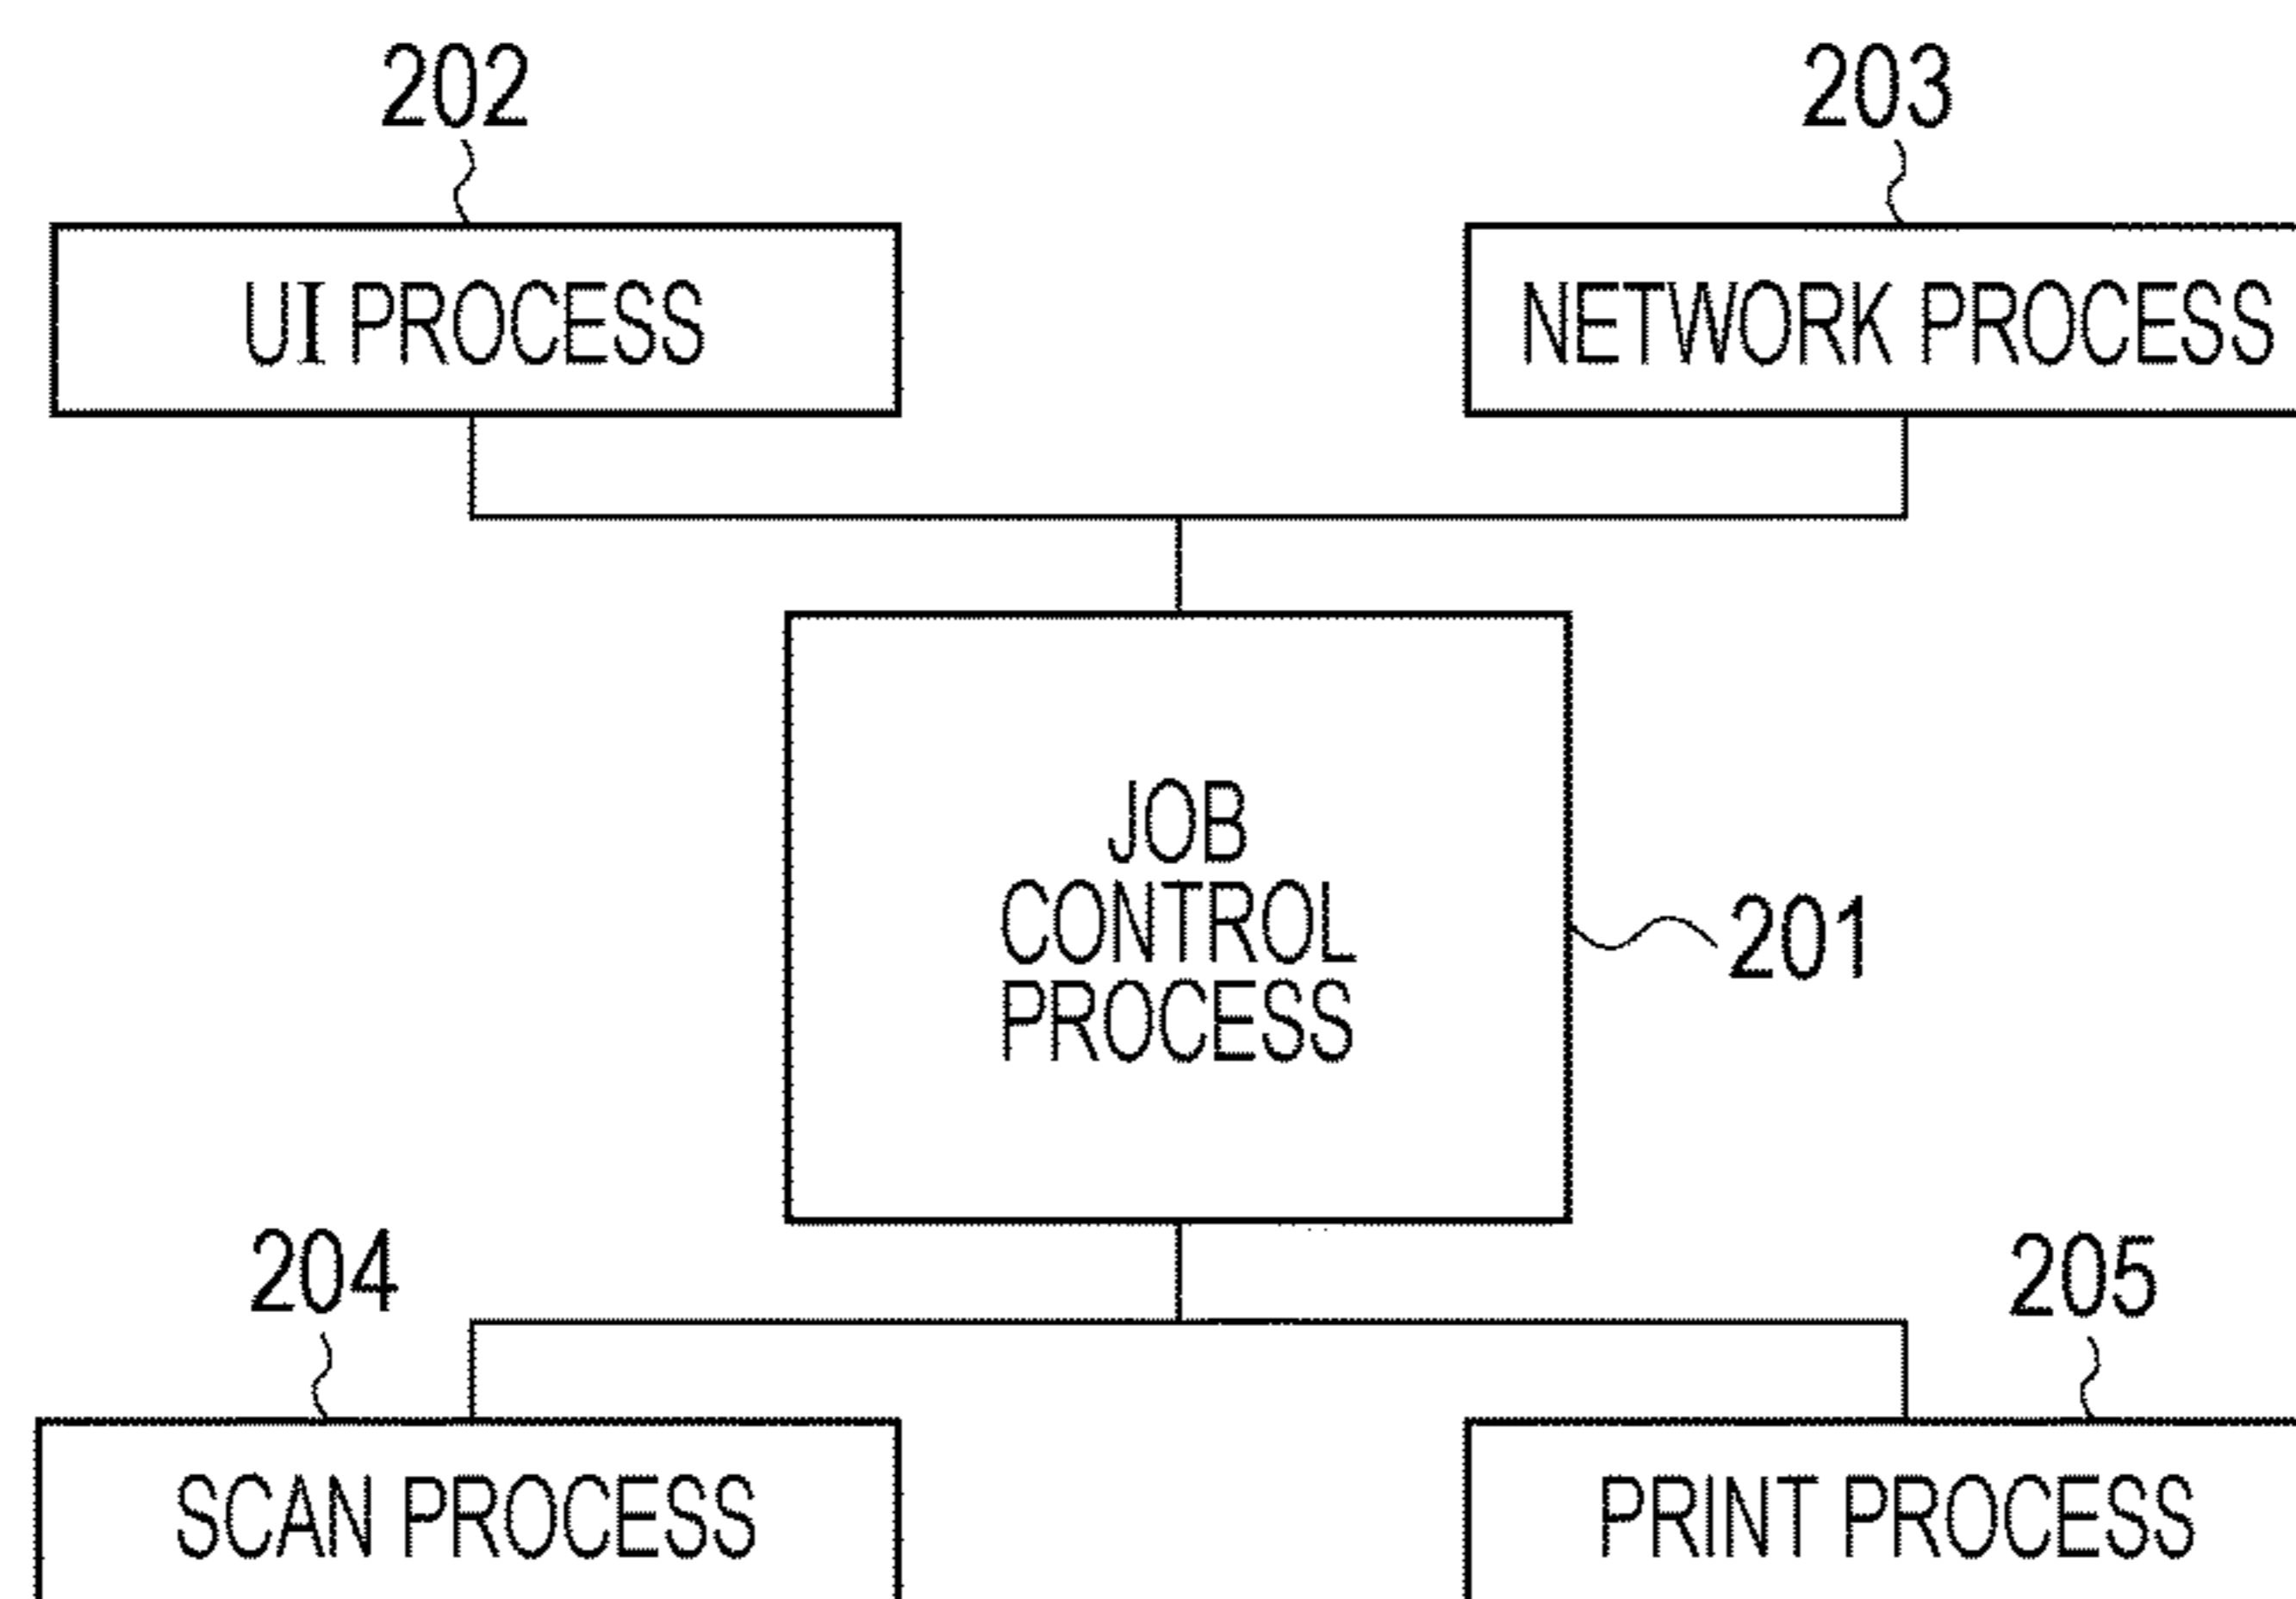 202
203
UI PROCESS
NETWORK PROCESS
JOB
CONTROL
PROCESS
201
204
205
SCAN PROCESS
PRINT PROCESS